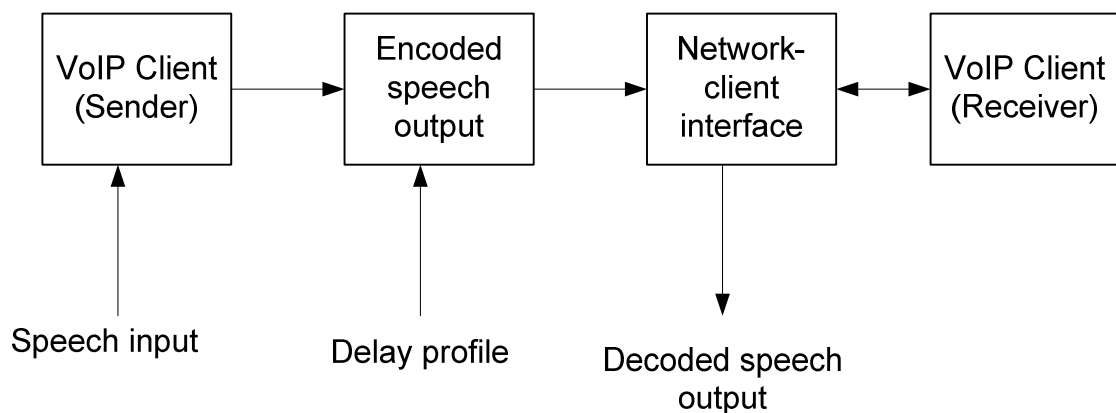 VoIP Client
(Sender)
Encoded
speech
output
Network-
client
interface
VoIP Client
(Receiver)
Speech input
Delay profile
Decoded speech
output